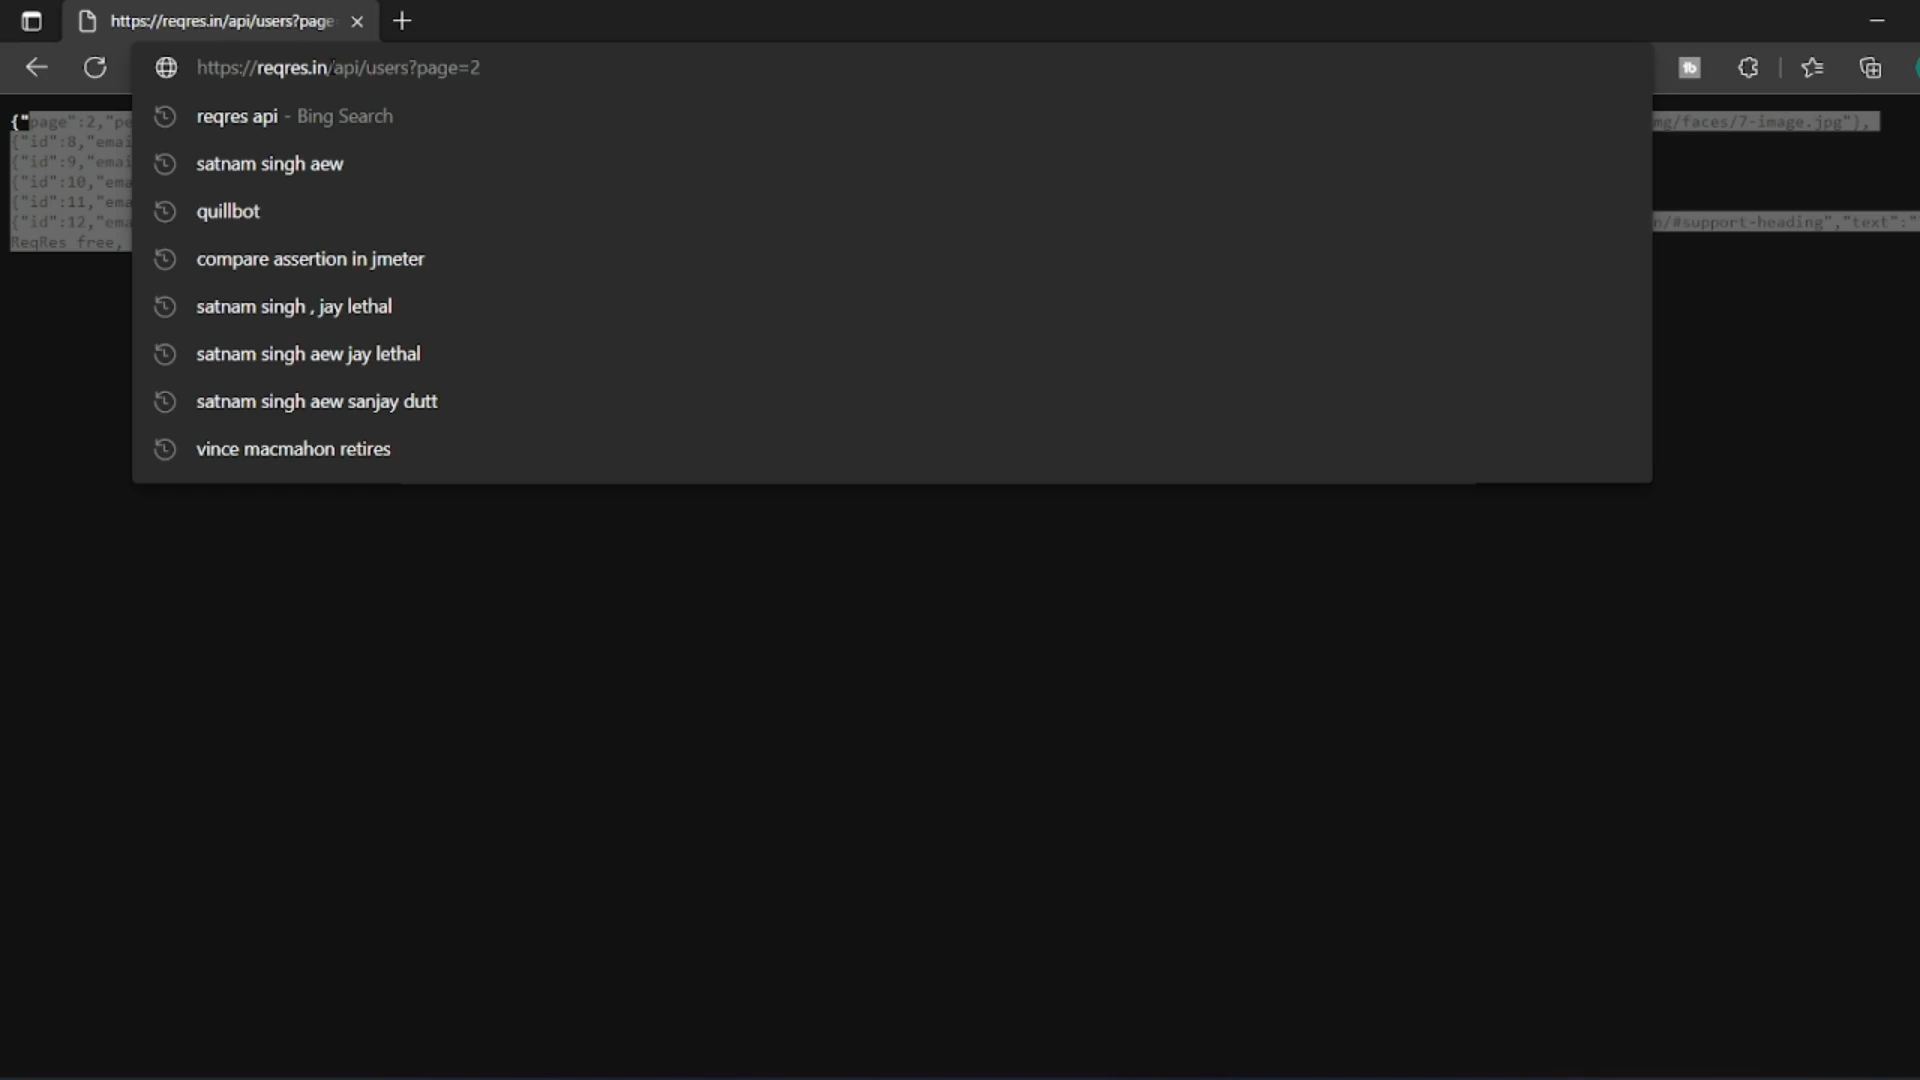 https://reqres.in/api/users?page
https://reqres.in/api/users?page=2
reqres api - Bing Search
satnam singh aew
quillbot
compare assertion in jmeter
satnam singh , jay lethal
satnam singh aew jay lethal
satnam singh aew sanjay dutt
vince macmahon retires
{"page":2,"pe mg/faces/7-image.jpg"},
{"id":8,"emai
{"id":9,"emai
{"id":10,"ema
{"id":11,"ema
{"id":12,"ema n/#support-heading","text":"
ReqRes free,